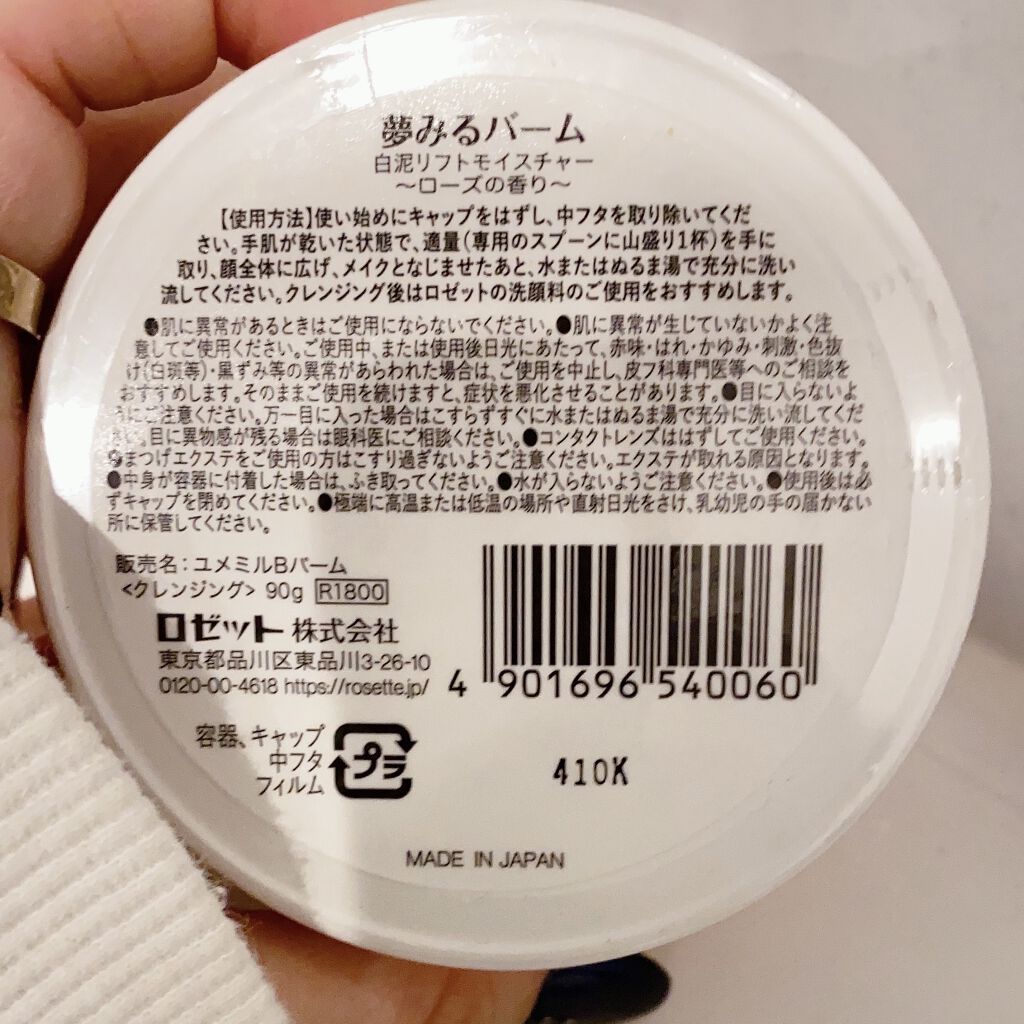 夢みるバーム
白泥リフトモイスチャー
〜ローズの香り〜
【使用方法】使い始めにキャップをはずし、中フタを取り除いてくだ
さい。手肌が乾いた状態で、適量(専用のスプーンに山盛り1杯)を手に
取り、顔全体に広げ、メイクとなじませたあと、水またはぬるま湯で充分に洗い
流してください。クレンジング後はロゼットの洗顔料のご使用をおすすめします。
●肌に異常があるときはご使用にならないでください。●肌に異常が生じていないかよく注
意してご使用ください。ご使用中、または使用後日光にあたって、赤味・はれ・かゆみ・刺激・色抜
け(白斑等)・黒ずみ等の異常があらわれた場合は、ご使用を中止し、皮フ科専門医等へのご相談を
おすすめします。そのままご使用を続けますと、症状を悪化させることがあります。●目に入らないよ
うにご注意ください。万一目に入った場合はこすらずすぐに水またはぬるま湯で充分に洗い流してくだ
さい。目に異物感が残る場合は眼科医にご相談ください。●コンタクトレンズははずしてご使用ください。
●まつげエクステをご使用の方はこすり過ぎないようご注意ください。エクステが取れる原因となります。
●中身が容器に付着した場合は、ふき取ってください。●水が入らないようご注意ください。●使用後は必
ずキャップを閉めてください。●極端に高温または低温の場所や直射日光をさけ、乳幼児の手の届かない
所に保管してください。
販売名:ユメミルBバーム
<クレンジング> 90g R1800
ロゼット株式会社
東京都品川区東品川3-26-10
0120-00-4618 https://rosette.jp/
4 901696 540060
容器、キャップ
中フタ
フィルム
プラ
410K
MADE IN JAPAN